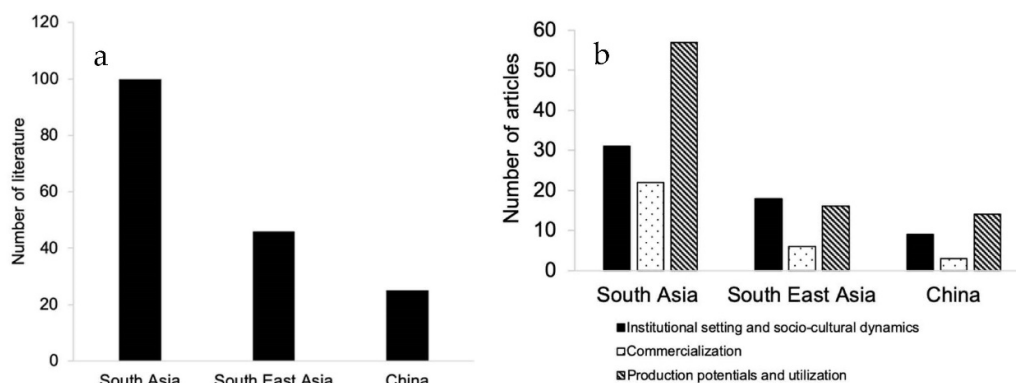 120
100
80
60
40
20
0
Number of literature
a
South Asia
South East Asia
China
60
50
40
30
20
10
0
Number of articles
b
South Asia
South East Asia
China
Institutional setting and socio-cultural dynamics
Commercialization
Production potentials and utilization